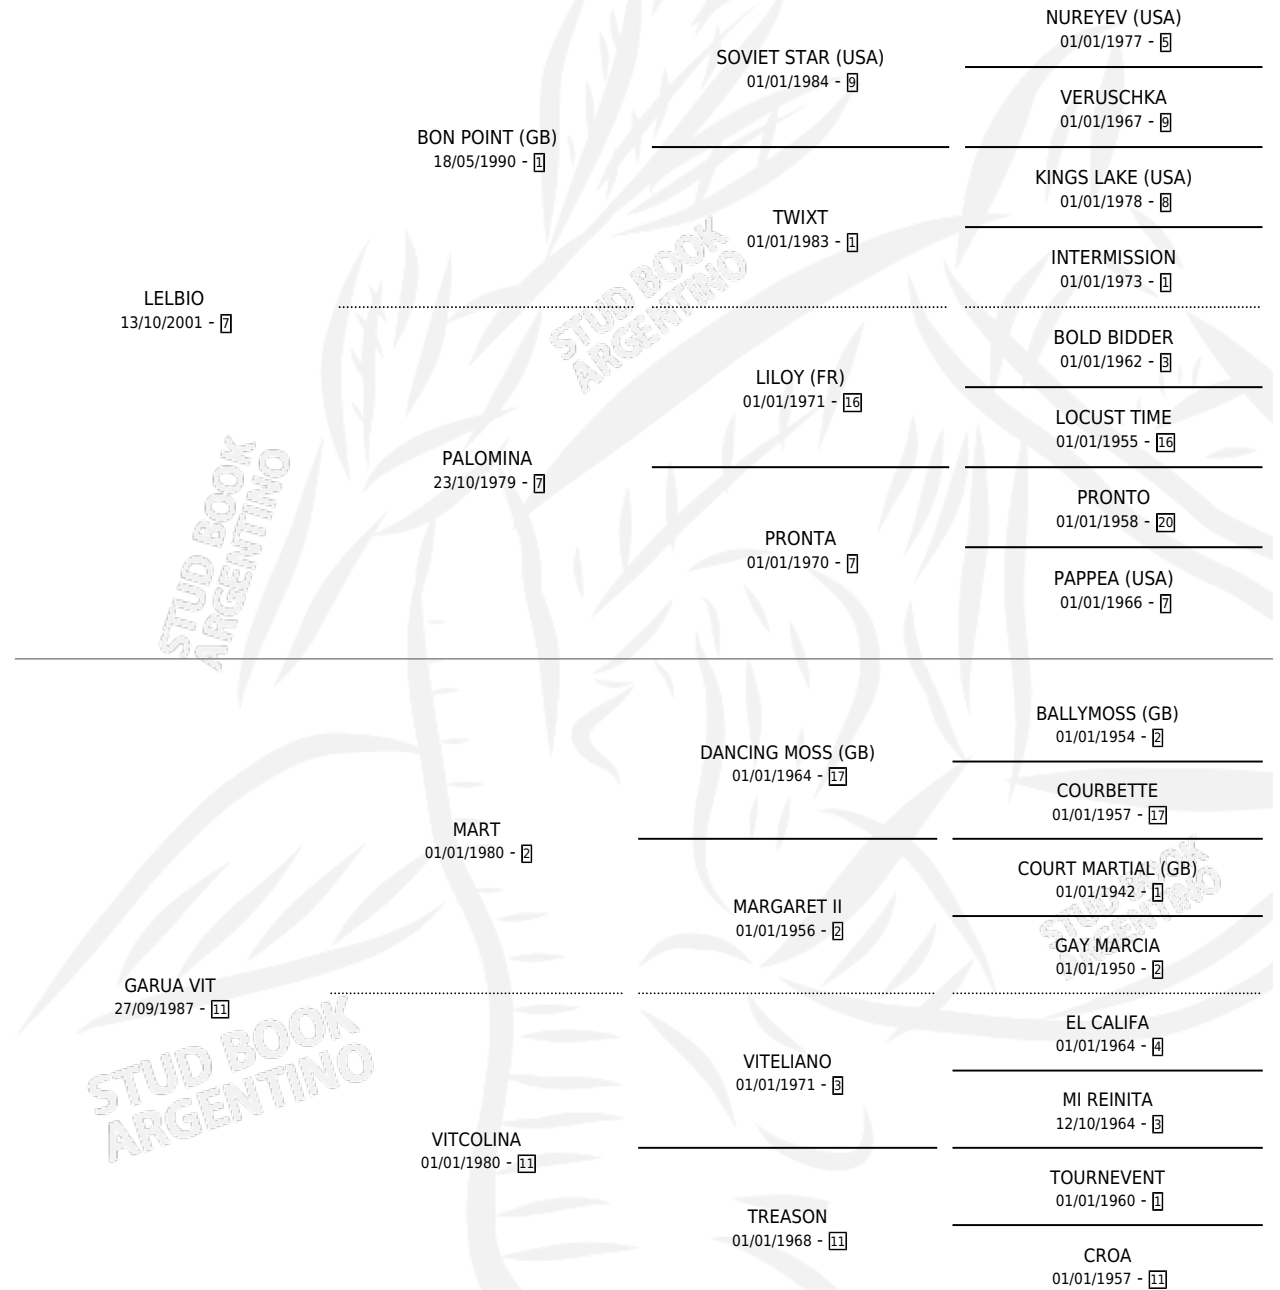 NUREYEV (USA)
01/01/1977 - 5
SOVIET STAR (USA)
01/01/1984 - 9
VERUSCHKA
01/01/1967 - 9
BON POINT (GB)
18/05/1990 - 1
KINGS LAKE (USA)
01/01/1978 - 8
TWIXT
01/01/1983 - 1
INTERMISSION
01/01/1973 - 1
LELBIO
13/10/2001 - 7
BOLD BIDDER
01/01/1962 - 3
LILOY (FR)
01/01/1971 - 16
LOCUST TIME
01/01/1955 - 16
PALOMINA
23/10/1979 - 7
PRONTO
01/01/1958 - 20
PRONTA
01/01/1970 - 7
PAPPEA (USA)
01/01/1966 - 7
BALLYMOSS (GB)
01/01/1954 - 2
DANCING MOSS (GB)
01/01/1964 - 17
COURBETTE
01/01/1957 - 17
MART
01/01/1980 - 2
COURT MARTIAL (GB)
01/01/1942 - 1
MARGARET II
01/01/1956 - 2
GAY MARCIA
01/01/1950 - 2
GARUA VIT
27/09/1987 - 11
EL CALIFA
01/01/1964 - 4
VITELIANO
01/01/1971 - 3
MI REINITA
12/10/1964 - 3
VITCOLINA
01/01/1980 - 11
TOURNEVENT
01/01/1960 - 1
TREASON
01/01/1968 - 11
CROA
01/01/1957 - 11
STUD BOOK
ARGENTINO
STUD BOOK
ARGENTINO
STUD BOOK
ARGENTINO
STUD BOOK
ARGENTINO